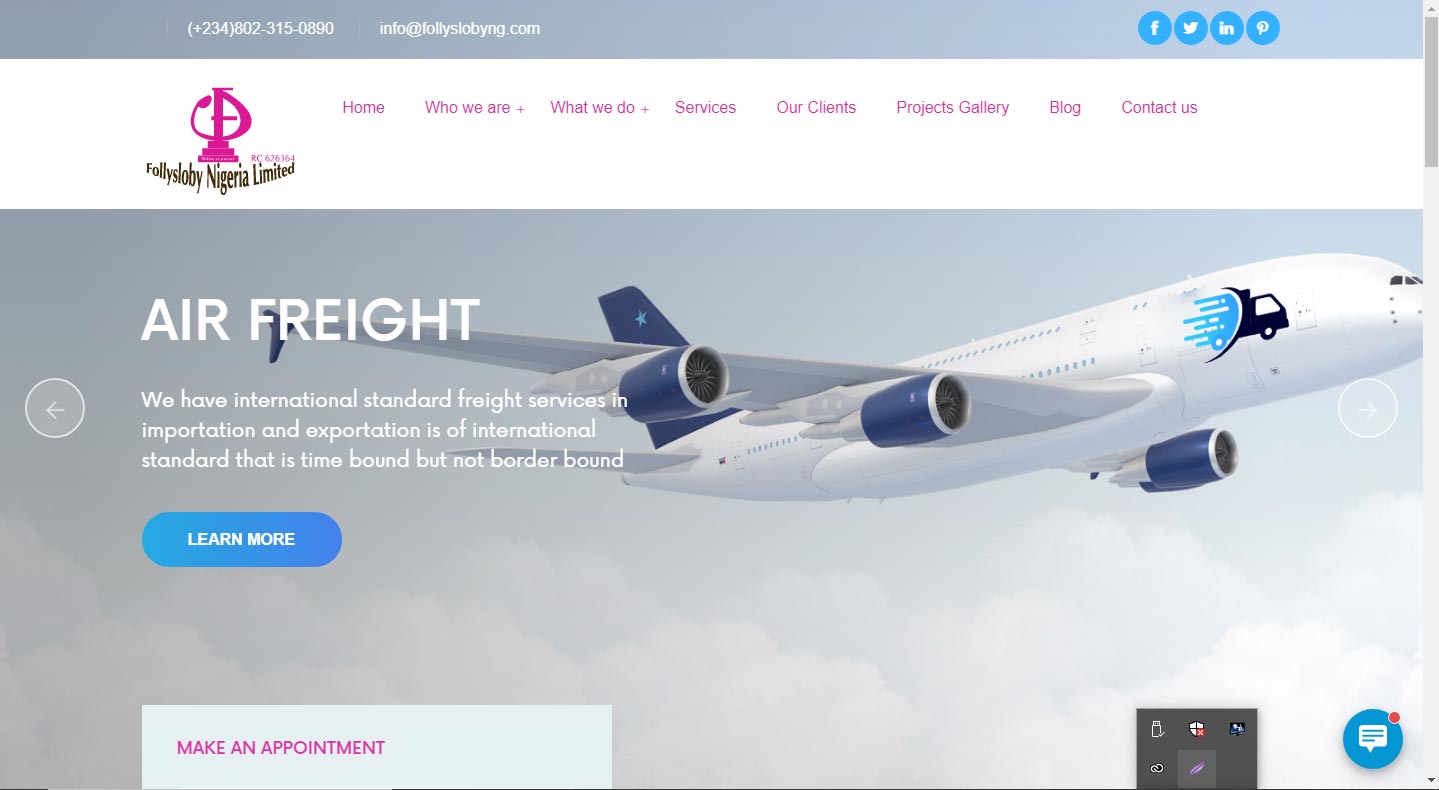 (+234)802-315-0890 info@follyslobyng.com
Home Who we are + What we do + Services Our Clients Projects Gallery Blog Contact us
RC 626364
Follysloby Nigeria Limited
AIR FREIGHT
We have international standard freight services in
importation and exportation is of international
standard that is time bound but not border bound
LEARN MORE
MAKE AN APPOINTMENT